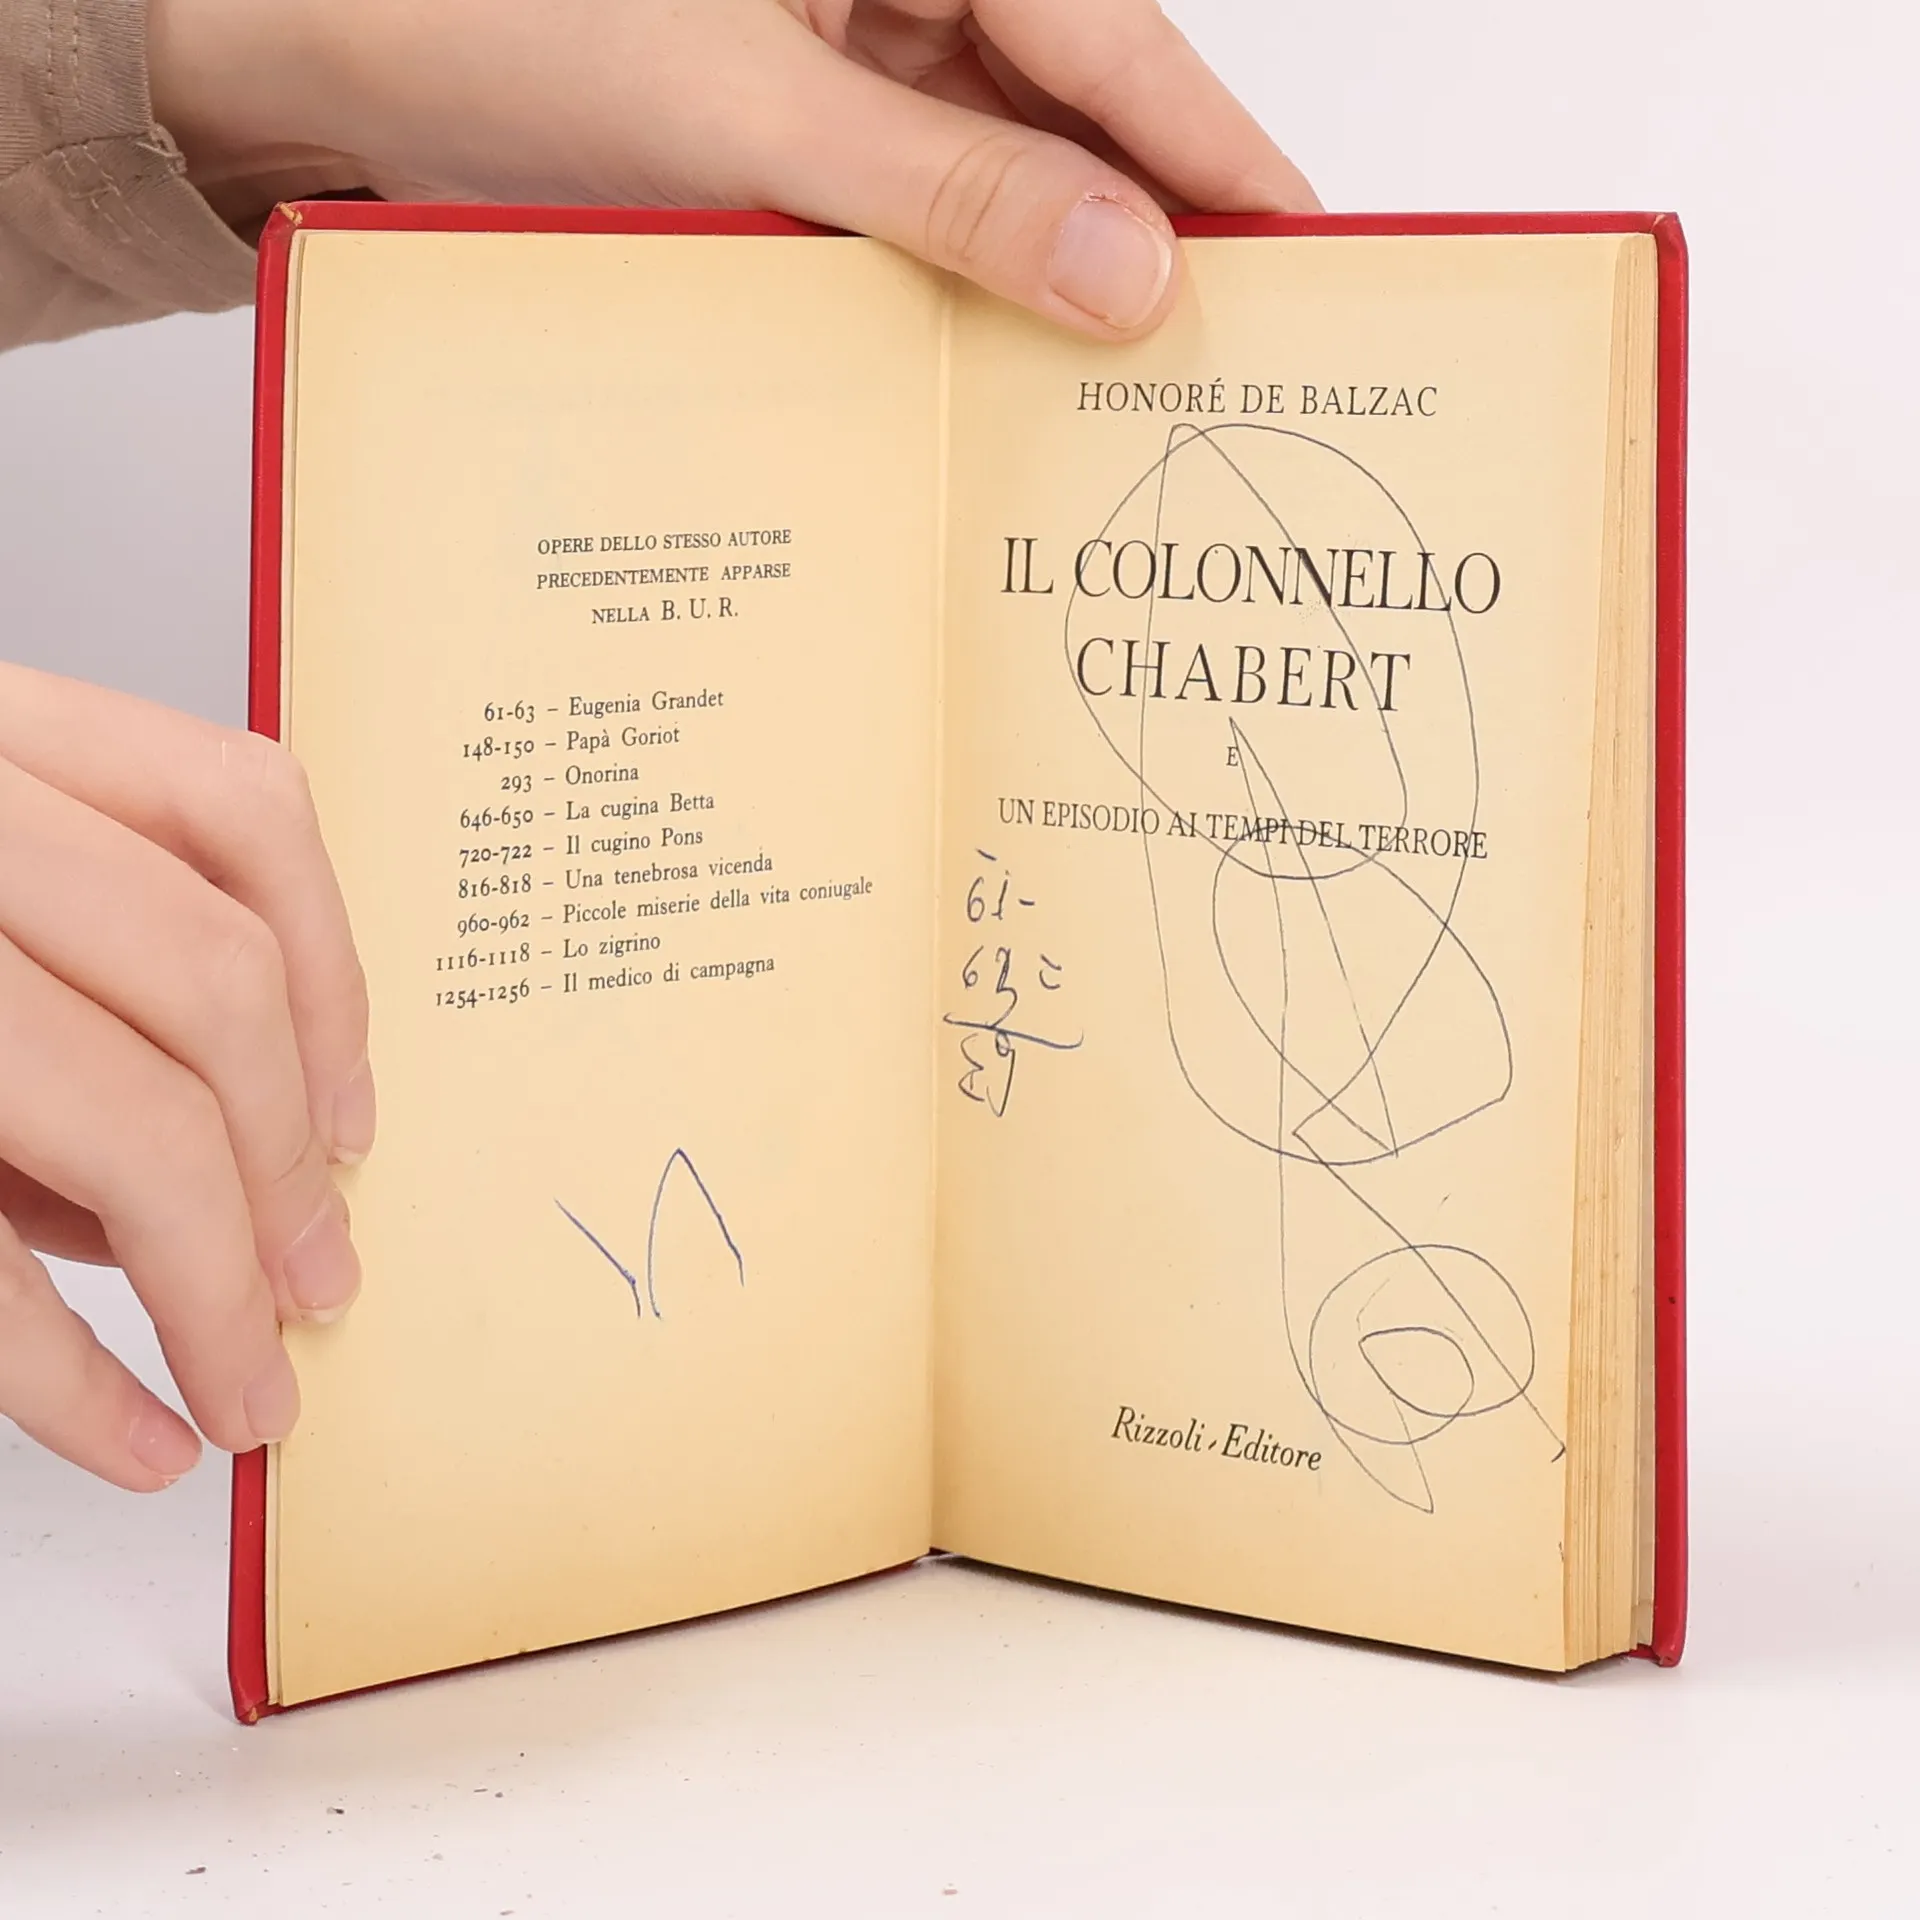 OPERE DELLO STESSO AUTORE
PRECEDENTEMENTE APPARSE
NELLA B. U. R.
61-63 – Eugenia Grandet
148-150 – Papà Goriot
293 – Onorina
646-650 – La cugina Betta
720-722 – Il cugino Pons
816-818 – Una tenebrosa vicenda
960-962 – Piccole miserie della vita coniugale
1116-1118 – Lo zigrino
1254-1256 – Il medico di campagna
HONORÉ DE BALZAC
IL COLONNELLO
CHABERT
E
UN EPISODIO AI TEMPI DEL TERRORE
61-
63
Rizzoli-Editore